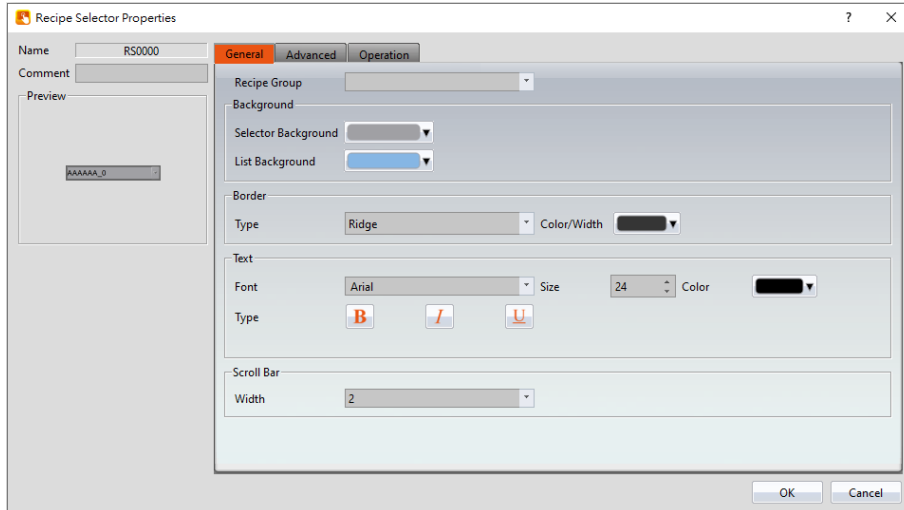 Recipe Selector Properties ? ×
Name RS0000
Comment
Preview
AAAAAA_0
General Advanced Operation
Recipe Group
Background
Selector Background
List Background
Border
Type Ridge Color/Width
Text
Font Arial Size 24 Color
Type B I U
Scroll Bar
Width 2
OK Cancel